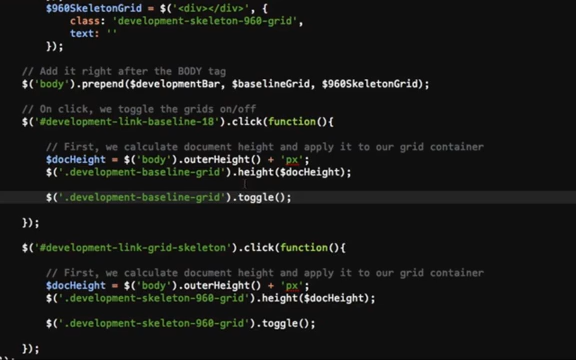 $960SkeletonGrid = $('<div></div>', {
class: 'development-skeleton-960-grid',
text: ''
});
// Add it right after the BODY tag
$('body').prepend($developmentBar, $baselineGrid, $960SkeletonGrid);
// On click, we toggle the grids on/off
$('#development-link-baseline-18').click(function(){
// First, we calculate document height and apply it to our grid container
$docHeight = $('body').outerHeight() + 'px';
$('.development-baseline-grid').height($docHeight);
$('.development-baseline-grid').toggle();
});
$('#development-link-grid-skeleton').click(function(){
// First, we calculate document height and apply it to our grid container
$docHeight = $('body').outerHeight() + 'px';
$('.development-skeleton-960-grid').height($docHeight);
$('.development-skeleton-960-grid').toggle();
});